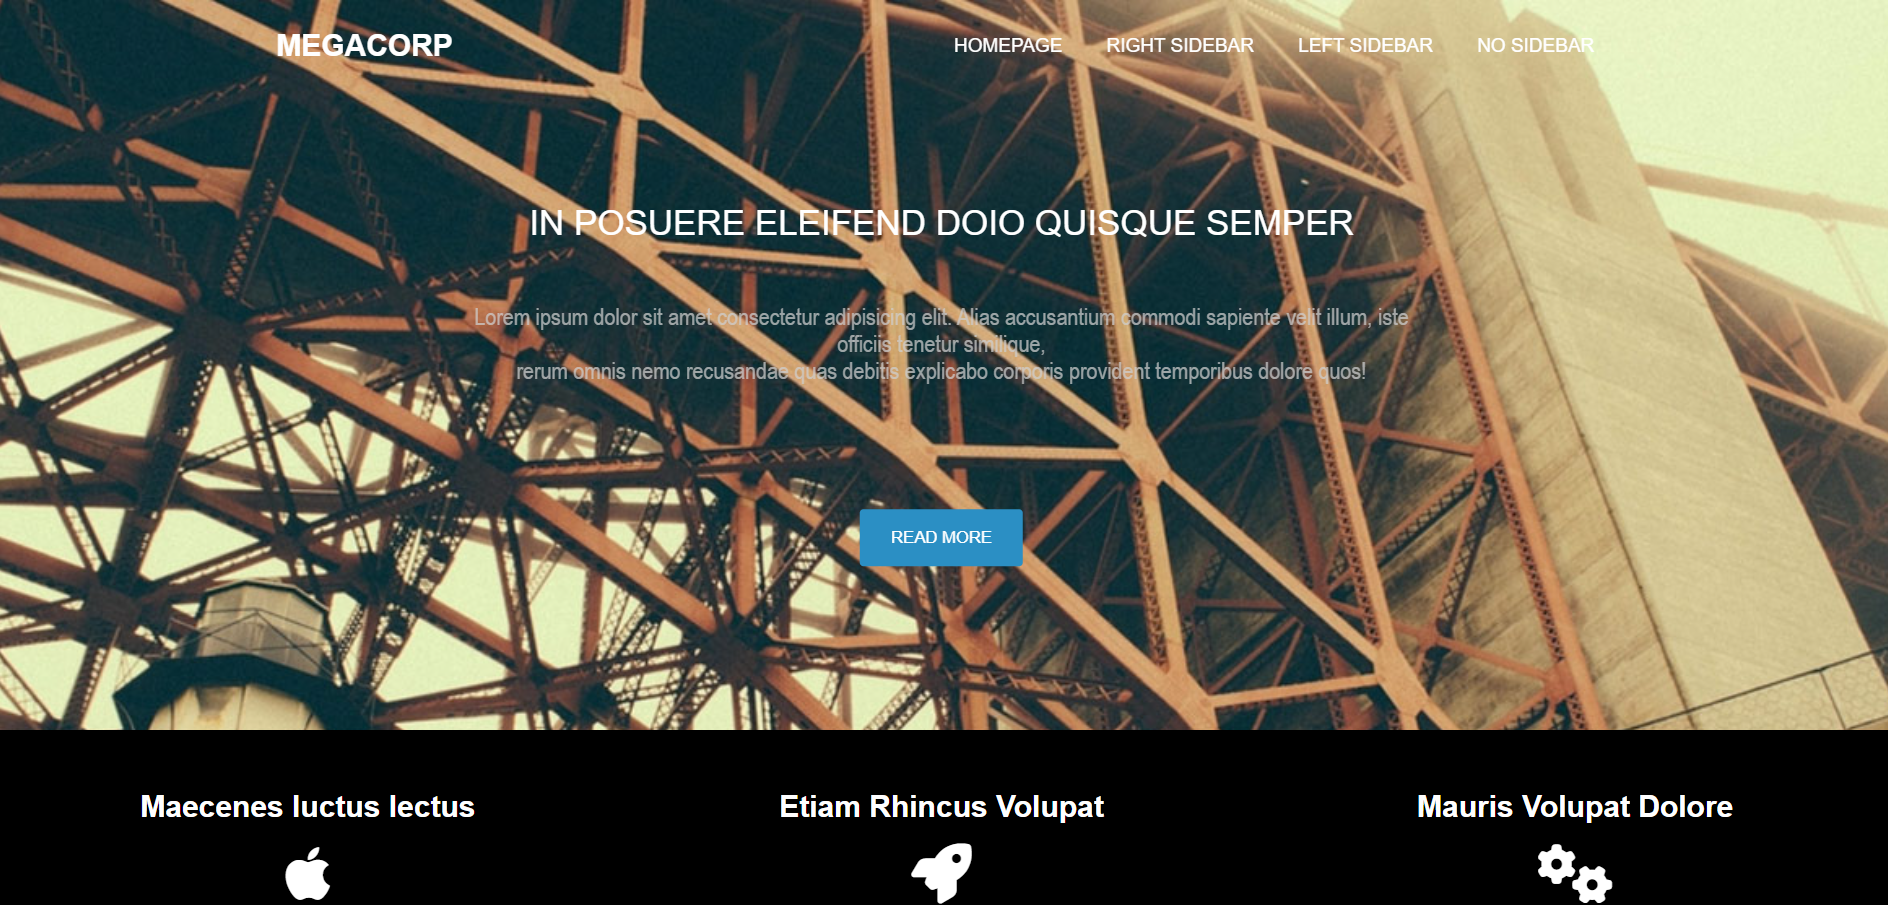 MEGACORP
HOMEPAGE RIGHT SIDEBAR LEFT SIDEBAR NO SIDEBAR
IN POSUERE ELEIFEND DOIO QUISQUE SEMPER
Lorem ipsum dolor sit amet consectetur adipisicing elit. Alias accusantium commodi sapiente velit illum, iste
officiis tenetur similique,
rerum omnis nemo recusandae quas debitis explicabo corporis provident temporibus dolore quos!
READ MORE
Maecenes luctus lectus
Etiam Rhincus Volupat
Mauris Volupat Dolore